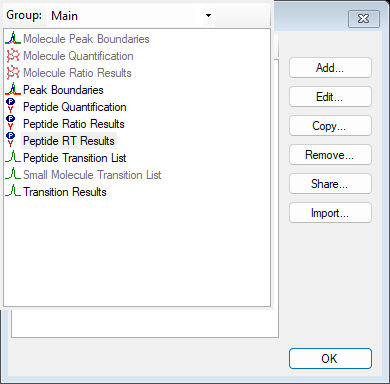 Group: Main
Molecule Peak Boundaries
Molecule Quantification
Molecule Ratio Results
Peak Boundaries
Peptide Quantification
Peptide Ratio Results
Peptide RT Results
Peptide Transition List
Small Molecule Transition List
Transition Results
Add...
Edit...
Copy...
Remove...
Share...
Import...
OK